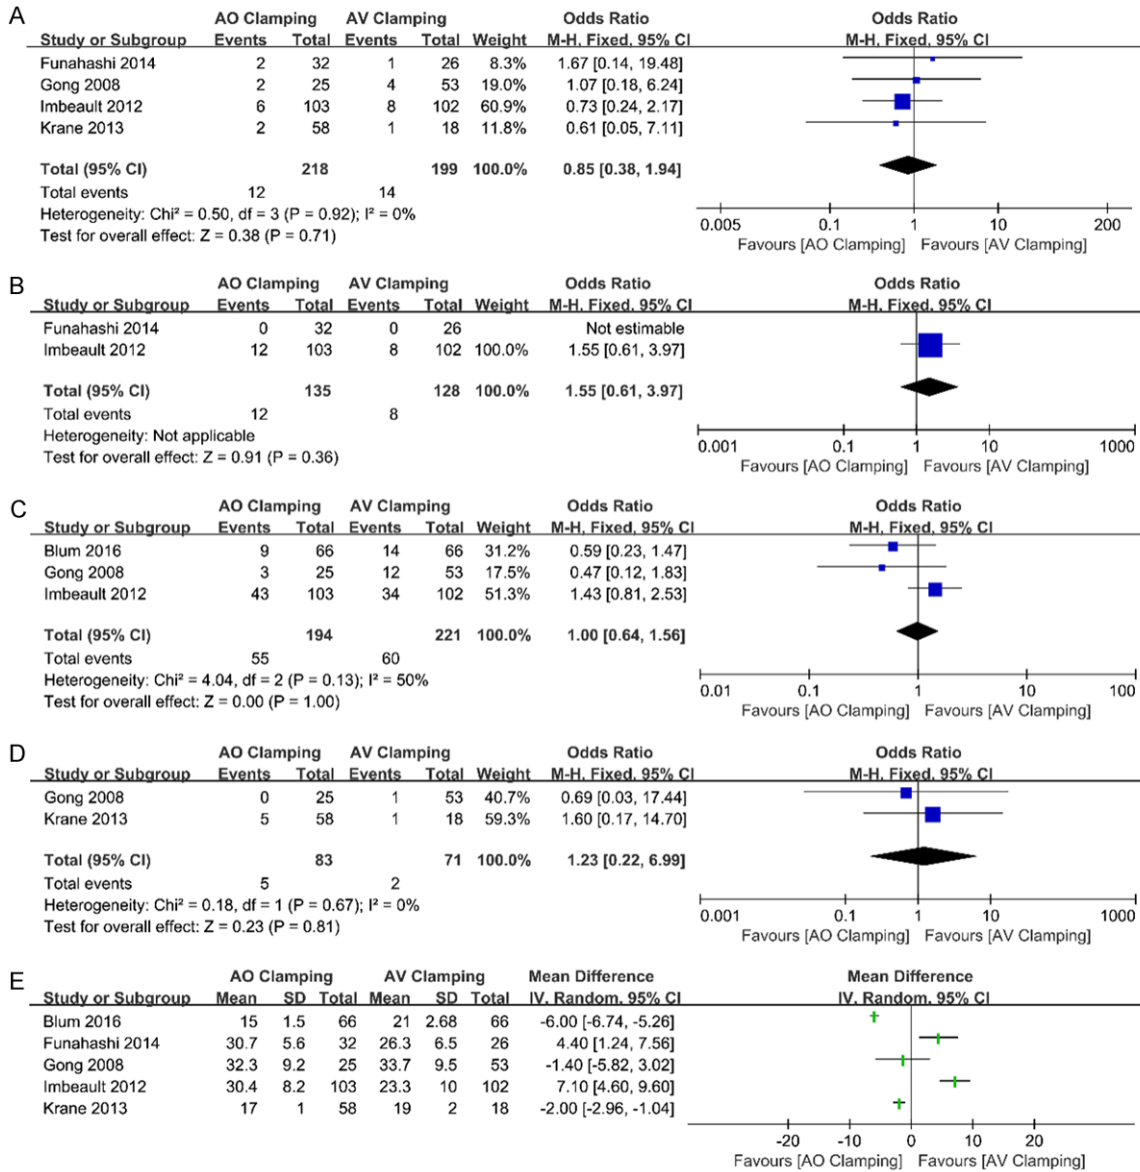 A
AO Clamping AV Clamping Odds Ratio Odds Ratio
Study or Subgroup Events Total Events Total Weight M-H, Fixed, 95% CI M-H, Fixed, 95% CI
Funahashi 2014 2 32 1 26 8.3% 1.67 [0.14, 19.48]
Gong 2008 2 25 4 53 19.0% 1.07 [0.18, 6.24]
Imbeault 2012 6 103 8 102 60.9% 0.73 [0.24, 2.17]
Krane 2013 2 58 1 18 11.8% 0.61 [0.05, 7.11]
Total (95% CI) 218 199 100.0% 0.85 [0.38, 1.94]
Total events 12 14
Heterogeneity: Chi² = 0.50, df = 3 (P = 0.92); I² = 0%
Test for overall effect: Z = 0.38 (P = 0.71)
0.005 0.1 1 10 200
Favours [AO Clamping] Favours [AV Clamping]
B
AO Clamping AV Clamping Odds Ratio Odds Ratio
Study or Subgroup Events Total Events Total Weight M-H, Fixed, 95% CI M-H, Fixed, 95% CI
Funahashi 2014 0 32 0 26 Not estimable
Imbeault 2012 12 103 8 102 100.0% 1.55 [0.61, 3.97]
Total (95% CI) 135 128 100.0% 1.55 [0.61, 3.97]
Total events 12 8
Heterogeneity: Not applicable
Test for overall effect: Z = 0.91 (P = 0.36)
0.001 0.1 1 10 1000
Favours [AO Clamping] Favours [AV Clamping]
C
AO Clamping AV Clamping Odds Ratio Odds Ratio
Study or Subgroup Events Total Events Total Weight M-H, Fixed, 95% CI M-H, Fixed, 95% CI
Blum 2016 9 66 14 66 31.2% 0.59 [0.23, 1.47]
Gong 2008 3 25 12 53 17.5% 0.47 [0.12, 1.83]
Imbeault 2012 43 103 34 102 51.3% 1.43 [0.81, 2.53]
Total (95% CI) 194 221 100.0% 1.00 [0.64, 1.56]
Total events 55 60
Heterogeneity: Chi² = 4.04, df = 2 (P = 0.13); I² = 50%
Test for overall effect: Z = 0.00 (P = 1.00)
0.01 0.1 1 10 100
Favours [AO Clamping] Favours [AV Clamping]
D
AO Clamping AV Clamping Odds Ratio Odds Ratio
Study or Subgroup Events Total Events Total Weight M-H, Fixed, 95% CI M-H, Fixed, 95% CI
Gong 2008 0 25 1 53 40.7% 0.69 [0.03, 17.44]
Krane 2013 5 58 1 18 59.3% 1.60 [0.17, 14.70]
Total (95% CI) 83 71 100.0% 1.23 [0.22, 6.99]
Total events 5 2
Heterogeneity: Chi² = 0.18, df = 1 (P = 0.67); I² = 0%
Test for overall effect: Z = 0.23 (P = 0.81)
0.001 0.1 1 10 1000
Favours [AO Clamping] Favours [AV Clamping]
E
AO Clamping AV Clamping Mean Difference Mean Difference
Study or Subgroup Mean SD Total Mean SD Total IV, Random, 95% CI IV, Random, 95% CI
Blum 2016 15 1.5 66 21 2.68 66 -6.00 [-6.74, -5.26]
Funahashi 2014 30.7 5.6 32 26.3 6.5 26 4.40 [1.24, 7.56]
Gong 2008 32.3 9.2 25 33.7 9.5 53 -1.40 [-5.82, 3.02]
Imbeault 2012 30.4 8.2 103 23.3 10 102 7.10 [4.60, 9.60]
Krane 2013 17 1 58 19 2 18 -2.00 [-2.96, -1.04]
-20 -10 0 10 20
Favours [AO Clamping] Favours [AV Clamping]